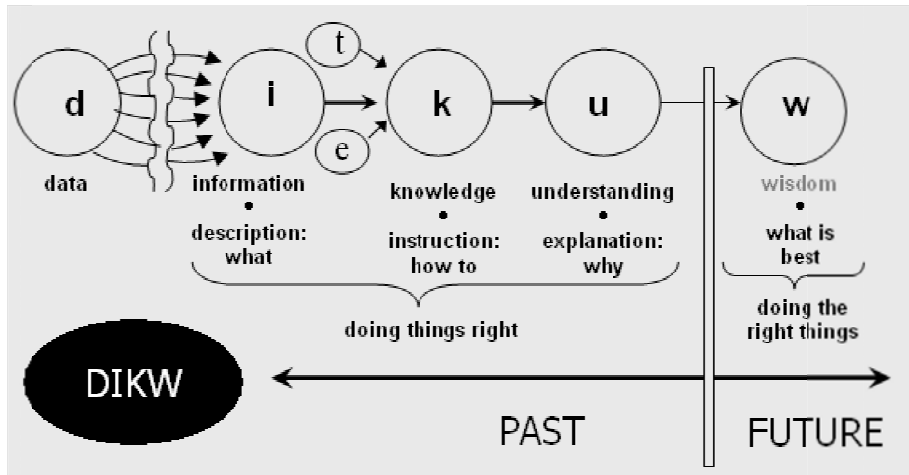 t
d
i
k
u
w
e
data
information
•
description:
what
knowledge
•
instruction:
how to
understanding
•
explanation:
why
wisdom
•
what is
best
doing things right
doing the
right things
DIKW
PAST
FUTURE